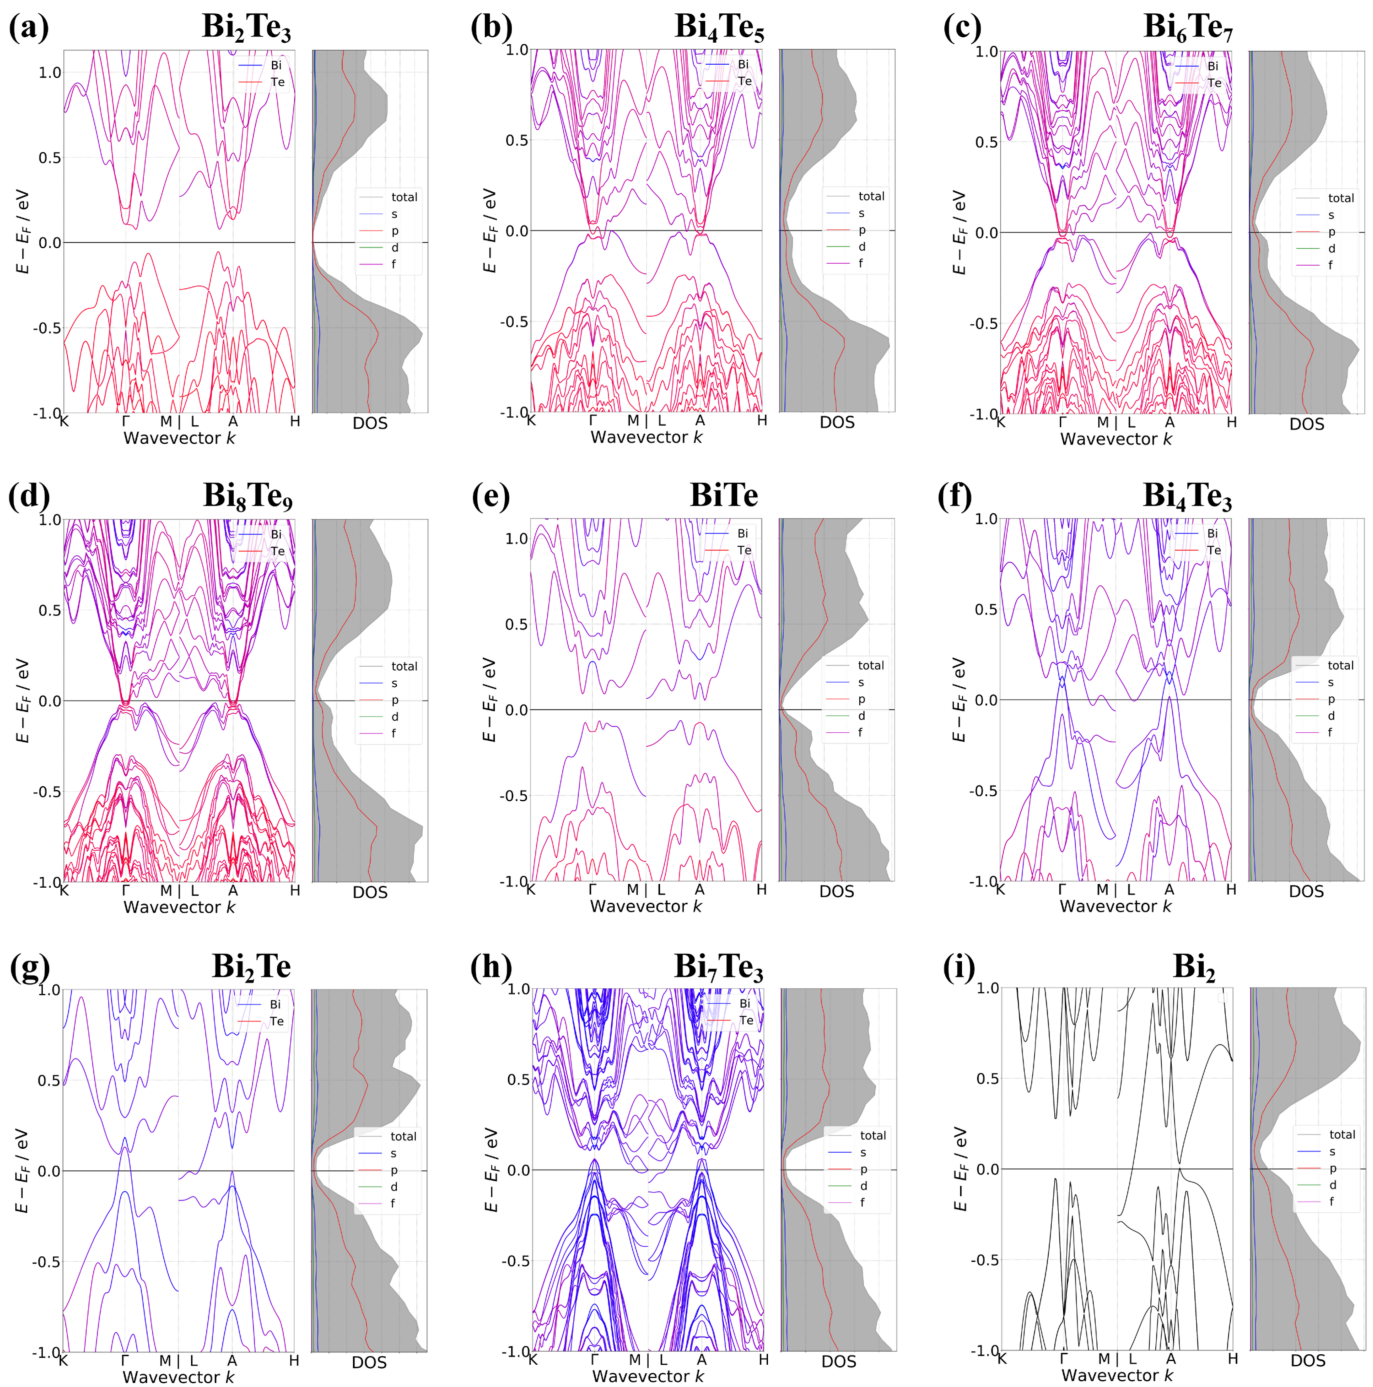 (a) Bi2Te3
E − EF / eV
1.0
0.5
0.0
-0.5
-1.0
Bi
Te
K Γ M | L A H
Wavevector k
total
s
p
d
f
DOS
(b) Bi4Te5
E − EF / eV
1.0
0.5
0.0
-0.5
-1.0
Bi
Te
K Γ M | L A H
Wavevector k
total
s
p
d
f
DOS
(c) Bi6Te7
E − EF / eV
1.0
0.5
0.0
-0.5
-1.0
Bi
Te
K Γ M | L A H
Wavevector k
total
s
p
d
f
DOS
(d) Bi8Te9
E − EF / eV
1.0
0.5
0.0
-0.5
-1.0
Bi
Te
K Γ M | L A H
Wavevector k
total
s
p
d
f
DOS
(e) BiTe
E − EF / eV
1.0
0.5
0.0
-0.5
-1.0
Bi
Te
K Γ M | L A H
Wavevector k
total
s
p
d
f
DOS
(f) Bi4Te3
E − EF / eV
1.0
0.5
0.0
-0.5
-1.0
Bi
Te
K Γ M | L A H
Wavevector k
total
s
p
d
f
DOS
(g) Bi2Te
E − EF / eV
1.0
0.5
0.0
-0.5
-1.0
Bi
Te
K Γ M | L A H
Wavevector k
total
s
p
d
f
DOS
(h) Bi7Te3
E − EF / eV
1.0
0.5
0.0
-0.5
-1.0
Bi
Te
K Γ M | L A H
Wavevector k
total
s
p
d
f
DOS
(i) Bi2
E − EF / eV
1.0
0.5
0.0
-0.5
-1.0
K Γ M | L A H
Wavevector k
total
s
p
d
f
DOS